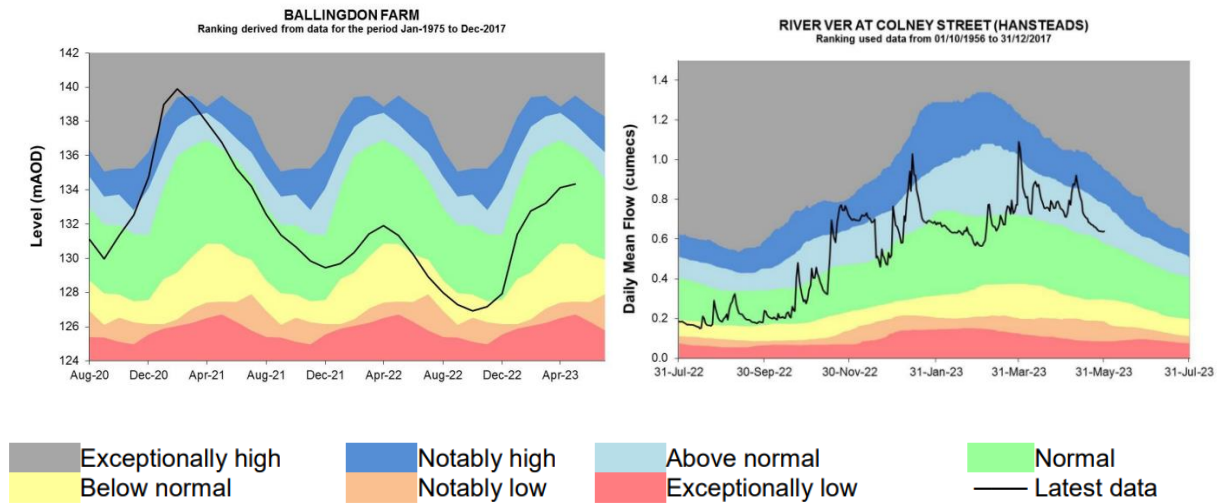 BALLINGDON FARM
Ranking derived from data for the period Jan-1975 to Dec-2017
142
140
138
136
134
132
130
128
126
124
Level (mAOD)
Aug-20 Dec-20 Apr-21 Aug-21 Dec-21 Apr-22 Aug-22 Dec-22 Apr-23
RIVER VER AT COLNEY STREET (HANSTEADS)
Ranking used data from 01/10/1956 to 31/12/2017
1.4
1.2
1.0
0.8
0.6
0.4
0.2
0.0
Daily Mean Flow (cumecs)
31-Jul-22 30-Sep-22 30-Nov-22 31-Jan-23 31-Mar-23 31-May-23 31-Jul-23
Exceptionally high Notably high Above normal Normal
Below normal Notably low Exceptionally low Latest data